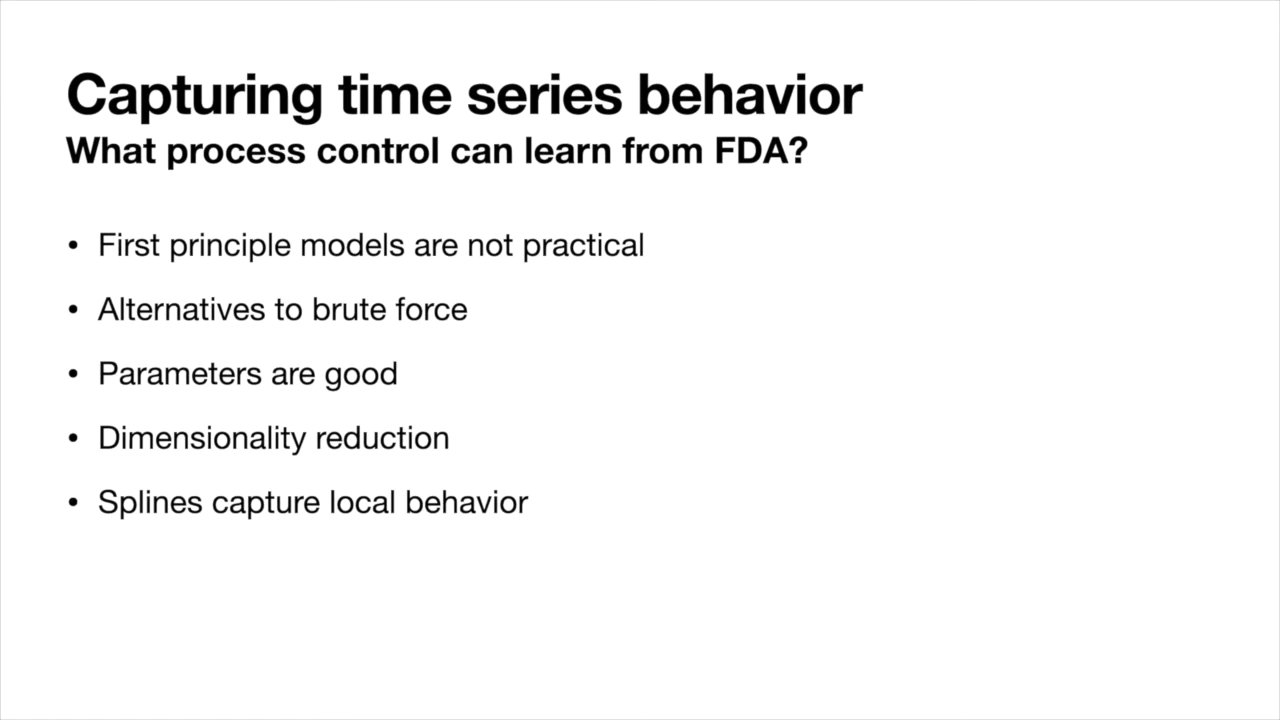 Capturing time series behavior
What process control can learn from FDA?
• First principle models are not practical
• Alternatives to brute force
• Parameters are good
• Dimensionality reduction
• Splines capture local behavior